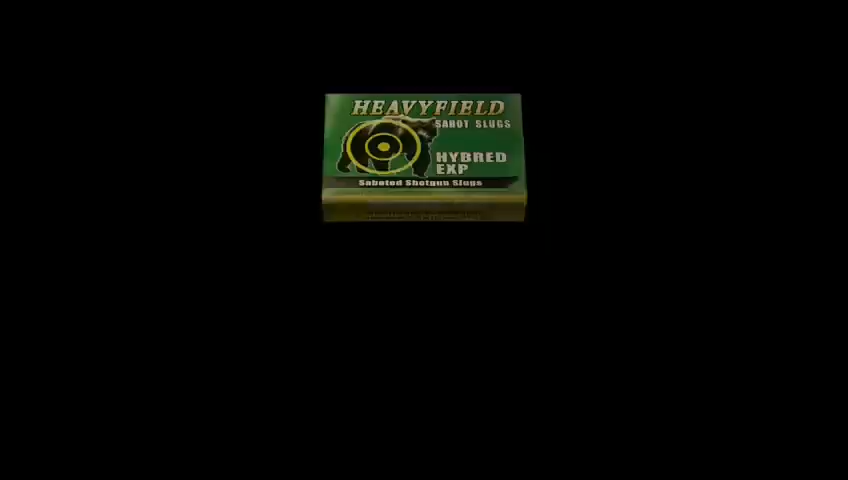 HEAVYFIELD
SABOT SLUGS
HYBRED
EXP
Saboted Shotgun Slugs